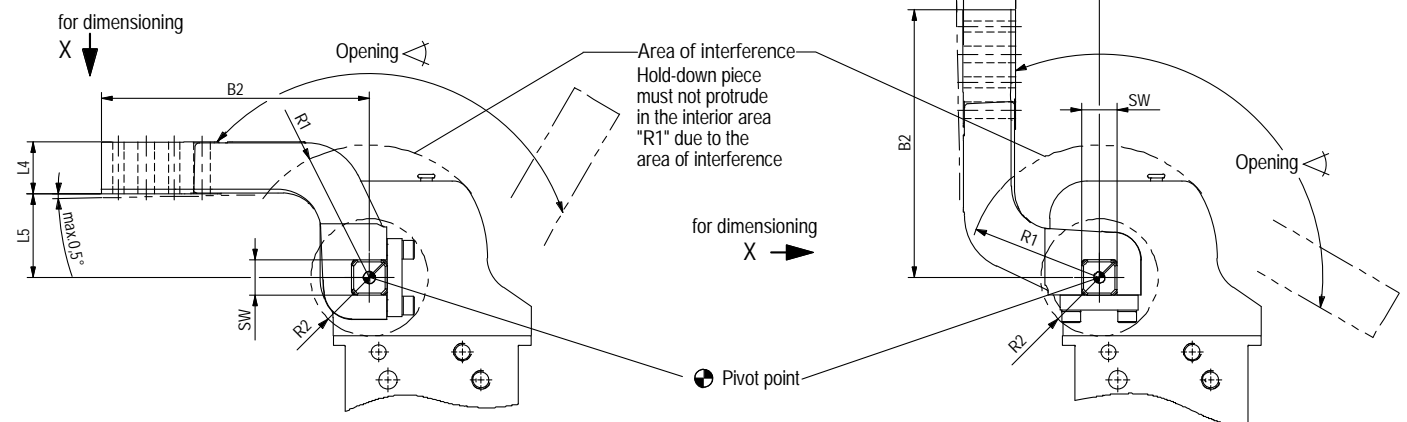 for dimensioning
X
Opening
B2
R1
L4
L5
max.0,5°
SW
R2
Area of interference
Hold-down piece
must not protrude
in the interior area
"R1" due to the
area of interference
for dimensioning
X
Pivot point
B2
SW
Opening
R1
R2